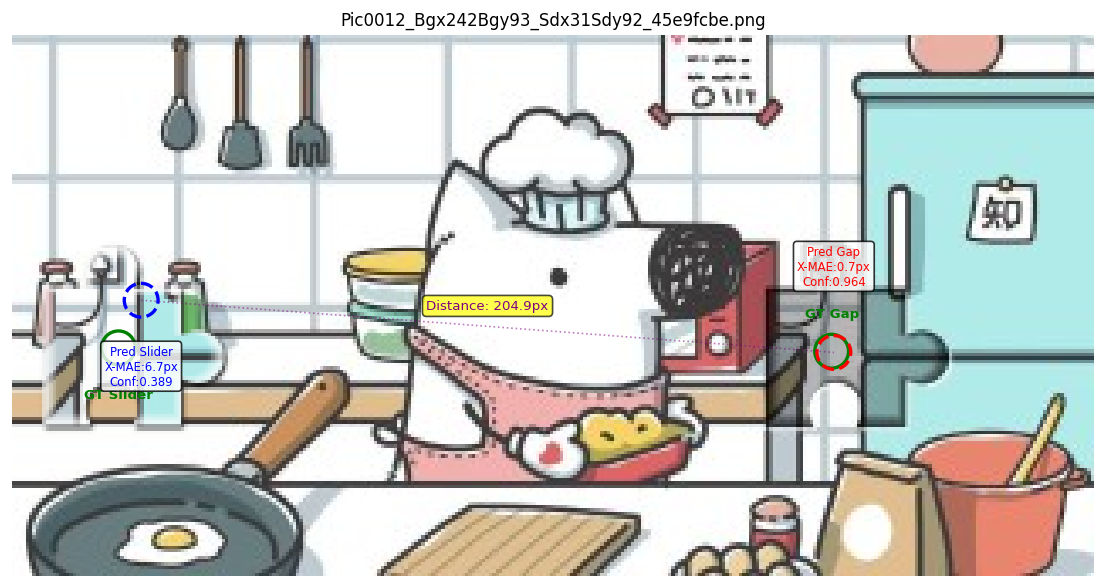 Pic0012_Bgx242Bgy93_Sdx31Sdy92_45e9fcbe.png
知
Pred Gap
X-MAE:0.7px
Conf:0.964
Distance: 204.9px
GT Gap
Pred Slider
X-MAE:6.7px
Conf:0.389
GT Slider